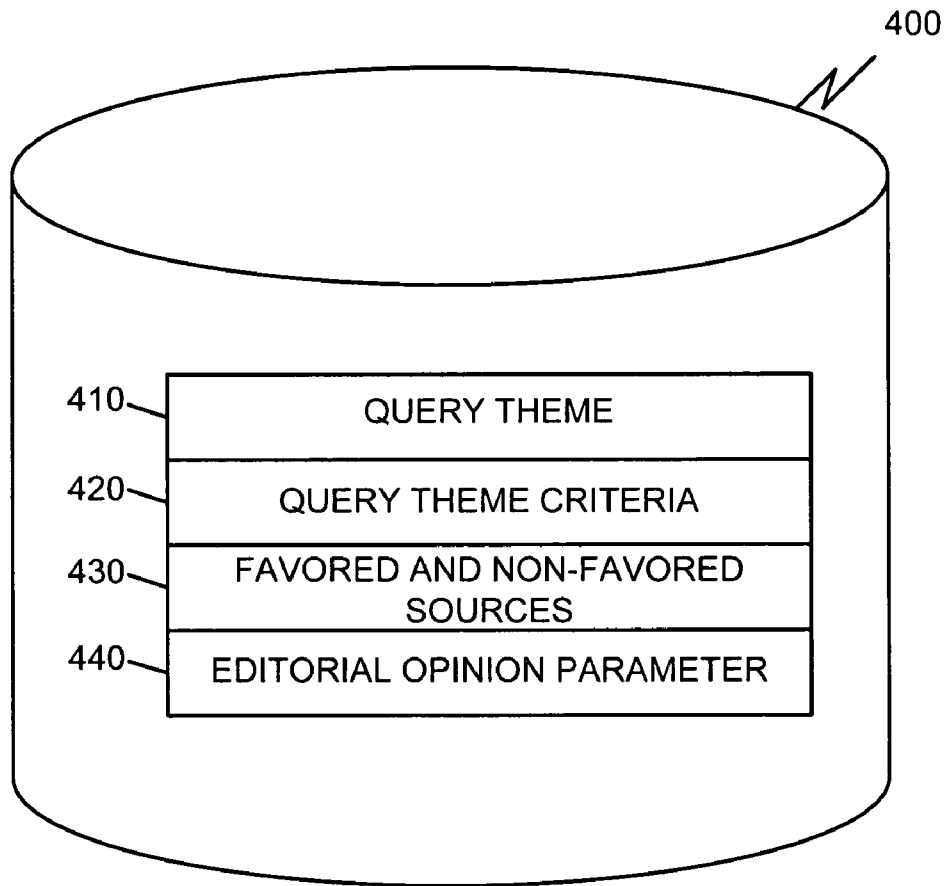 400
410 QUERY THEME
420 QUERY THEME CRITERIA
430 FAVORED AND NON-FAVORED
SOURCES
440 EDITORIAL OPINION PARAMETER